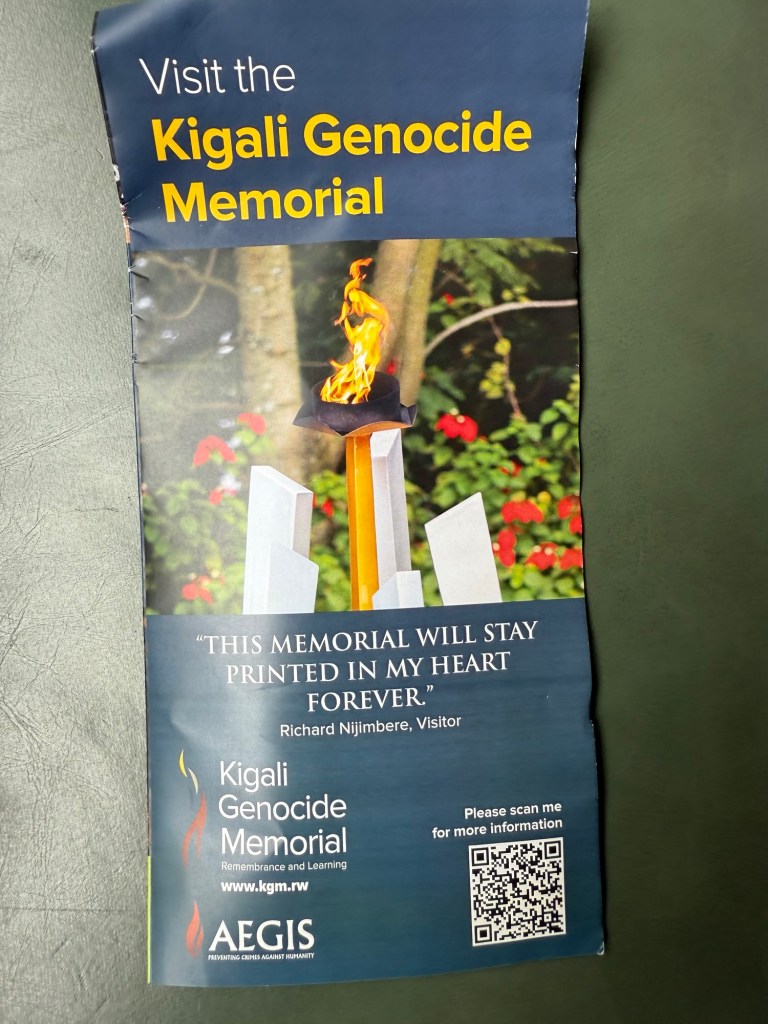 Visit the
Kigali Genocide
Memorial
“THIS MEMORIAL WILL STAY
PRINTED IN MY HEART
FOREVER.”
Richard Nijimbere, Visitor
Kigali
Genocide
Memorial
Remembrance and Learning
www.kgm.rw
Please scan me
for more information
AEGIS
PREVENTING CRIMES AGAINST HUMANITY